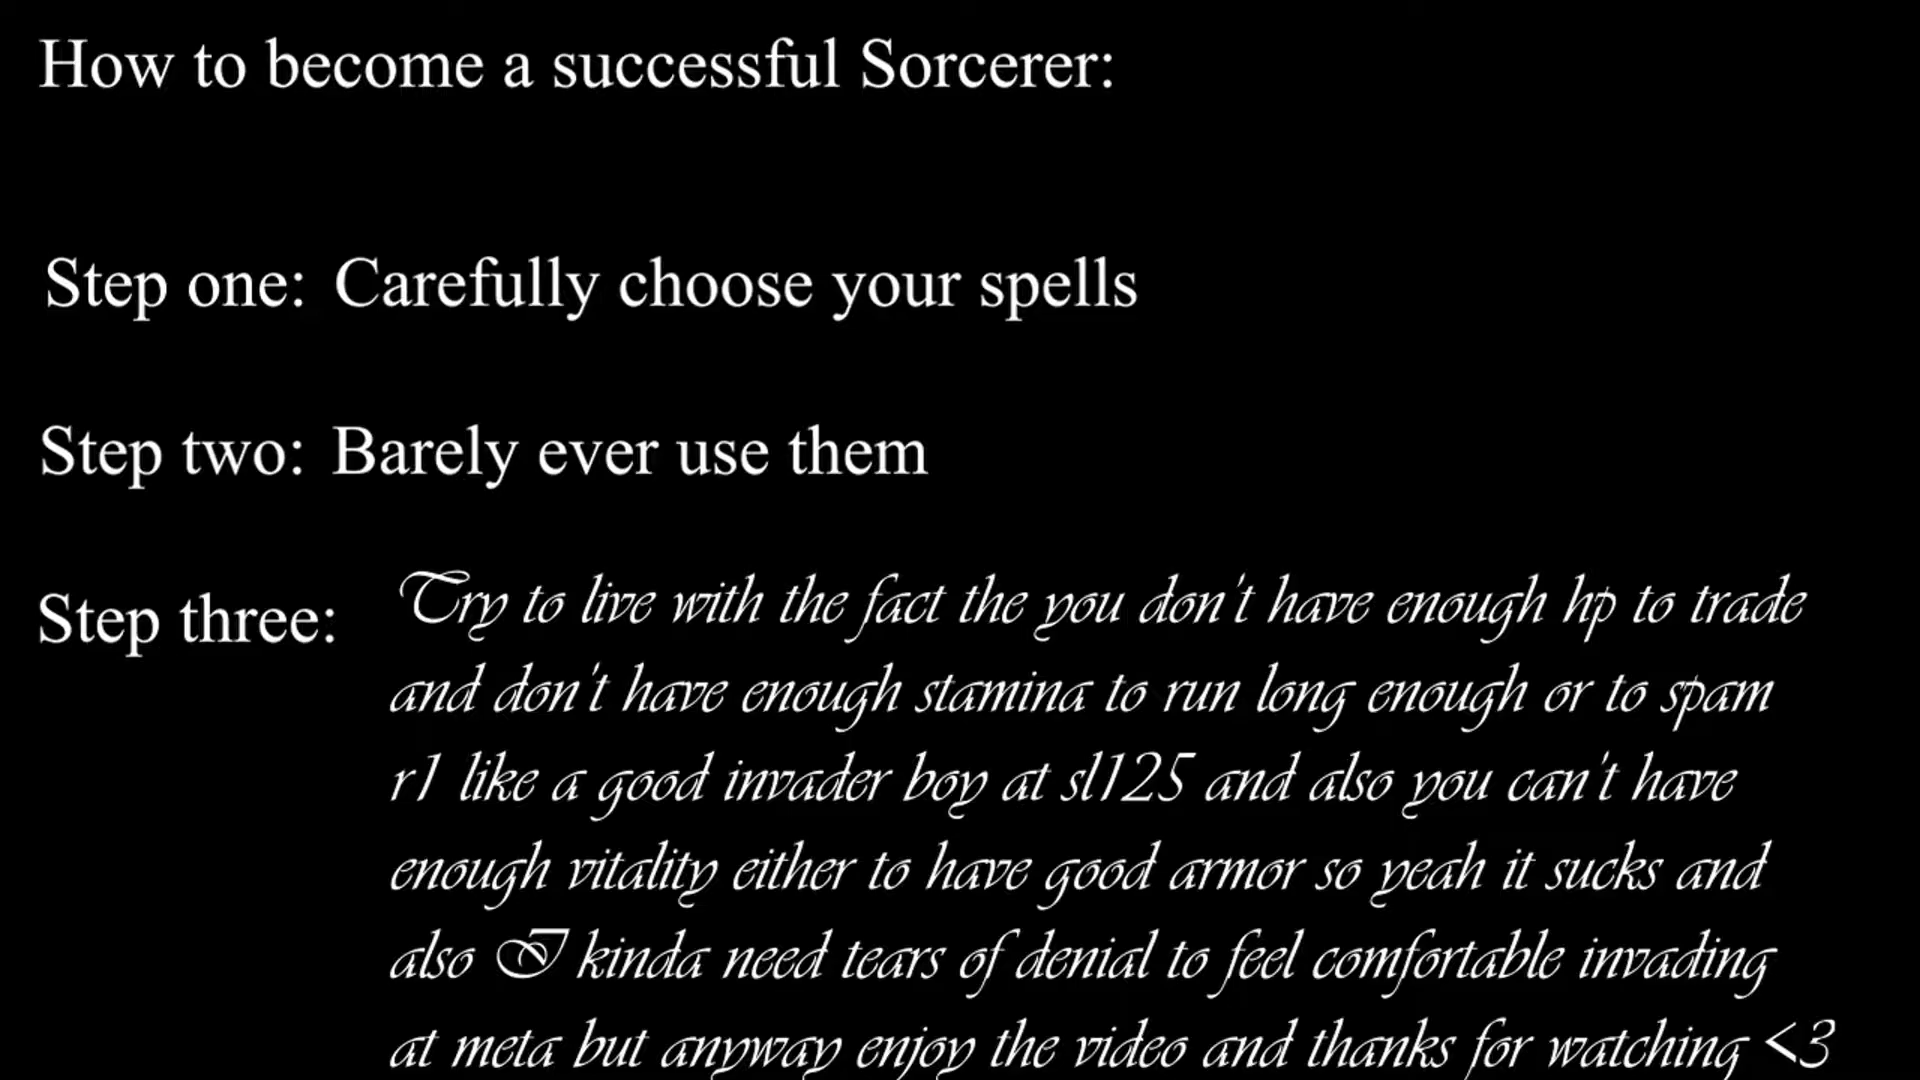 How to become a successful Sorcerer:
Step one: Carefully choose your spells
Step two: Barely ever use them
Step three: Try to live with the fact the you don't have enough hp to trade
and don't have enough stamina to run long enough or to spam
r1 like a good invader boy at sl125 and also you can't have
enough vitality either to have good armor so yeah it sucks and
also I kinda need tears of denial to feel comfortable invading
at meta but anyway enjoy the video and thanks for watching <3